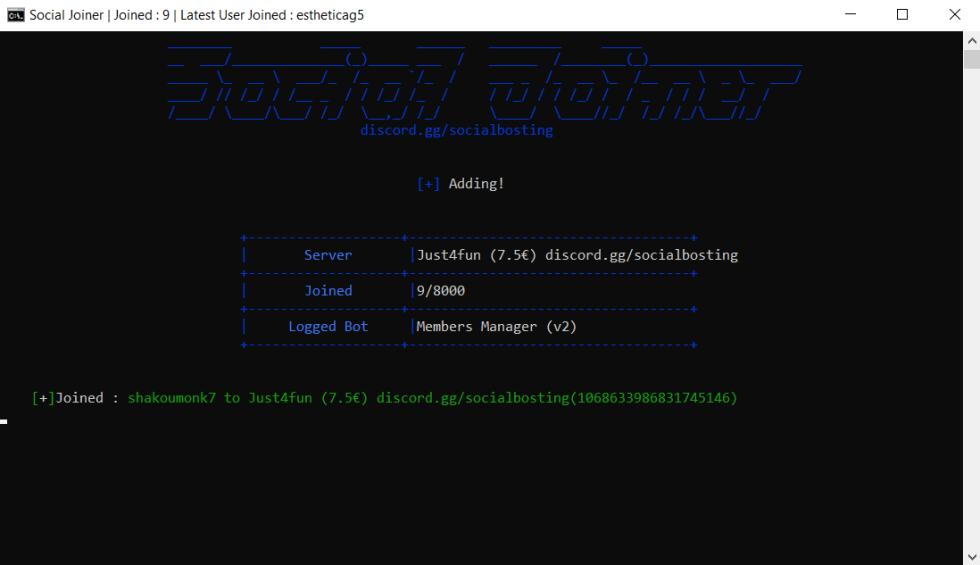 Social Joiner | Joined : 9 | Latest User Joined : estheticag5
Social Joiner
discord.gg/socialbosting
[+] Adding!
Server Just4fun (7.5€) discord.gg/socialbosting
Joined 9/8000
Logged Bot Members Manager (v2)
[+]Joined : shakoumonk7 to Just4fun (7.5€) discord.gg/socialbosting(1068633986831745146)